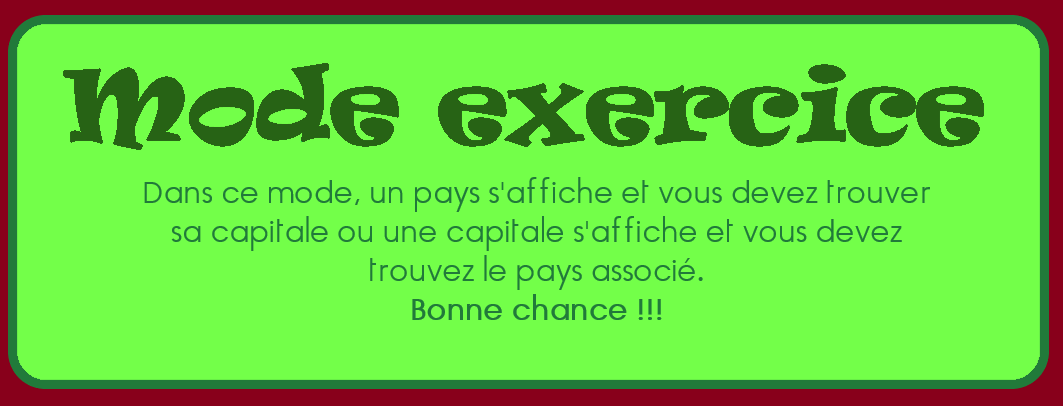 Mode exercice
Dans ce mode, un pays s'affiche et vous devez trouver
sa capitale ou une capitale s'affiche et vous devez
trouvez le pays associé.
Bonne chance !!!